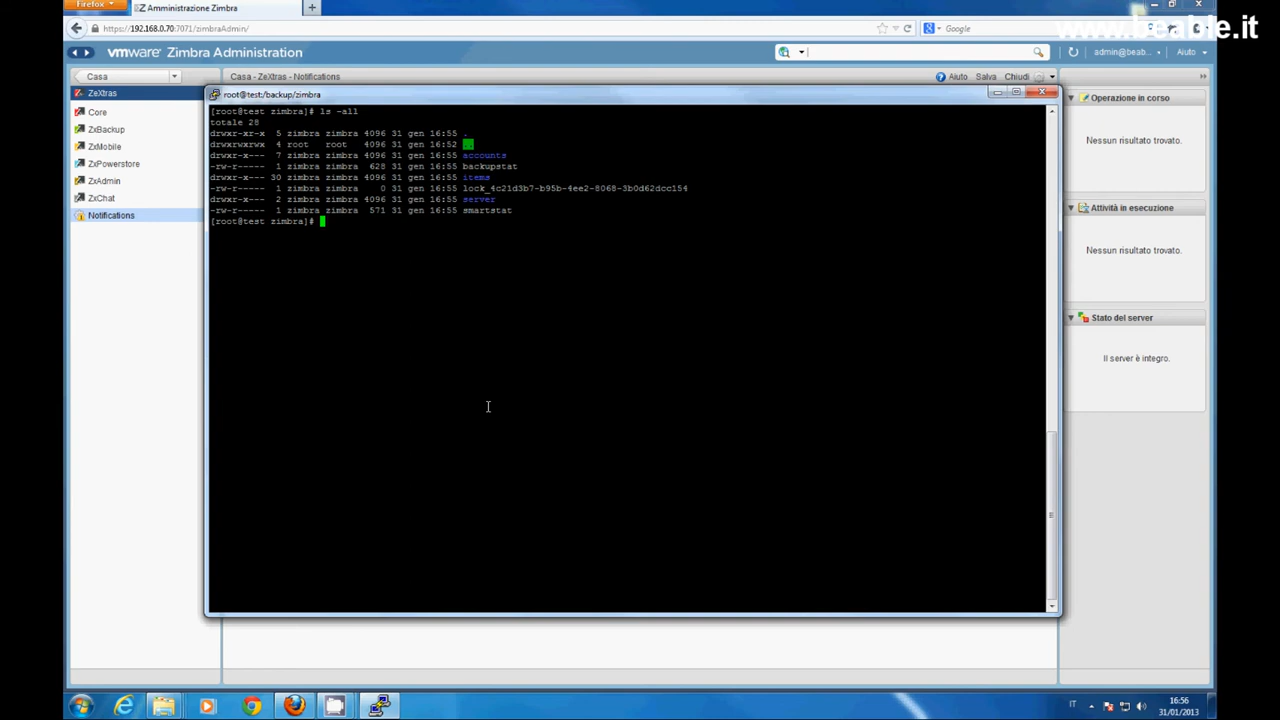 Firefox
Amministrazione Zimbra
www.beable.it
https://192.168.0.70:7071/zimbraAdmin/
Google
vmware Zimbra Administration
admin@beab...
Aiuto
Casa
Casa - ZeXtras - Notifications
Aiuto Salva Chiudi
ZeXtras
Core
ZxBackup
ZxMobile
ZxPowerstore
ZxAdmin
ZxChat
Notifications
root@test:/backup/zimbra
[root@test zimbra]# ls -all
totale 28
drwxr-xr-x 5 zimbra zimbra 4096 31 gen 16:55 .
drwxrwxrwx 4 root root 4096 31 gen 16:52 ..
drwxr-x--- 7 zimbra zimbra 4096 31 gen 16:55 accounts
-rw-r----- 1 zimbra zimbra 628 31 gen 16:55 backupstat
drwxr-x--- 30 zimbra zimbra 4096 31 gen 16:55 items
-rw-r----- 1 zimbra zimbra 0 31 gen 16:55 lock_4c21d3b7-b95b-4ee2-8068-3b0d62dcc154
drwxr-x--- 2 zimbra zimbra 4096 31 gen 16:55 server
-rw-r----- 1 zimbra zimbra 571 31 gen 16:55 smartstat
[root@test zimbra]#
Operazione in corso
Nessun risultato trovato.
Attività in esecuzione
Nessun risultato trovato.
Stato del server
Il server è integro.
IT
16:56
31/01/2013